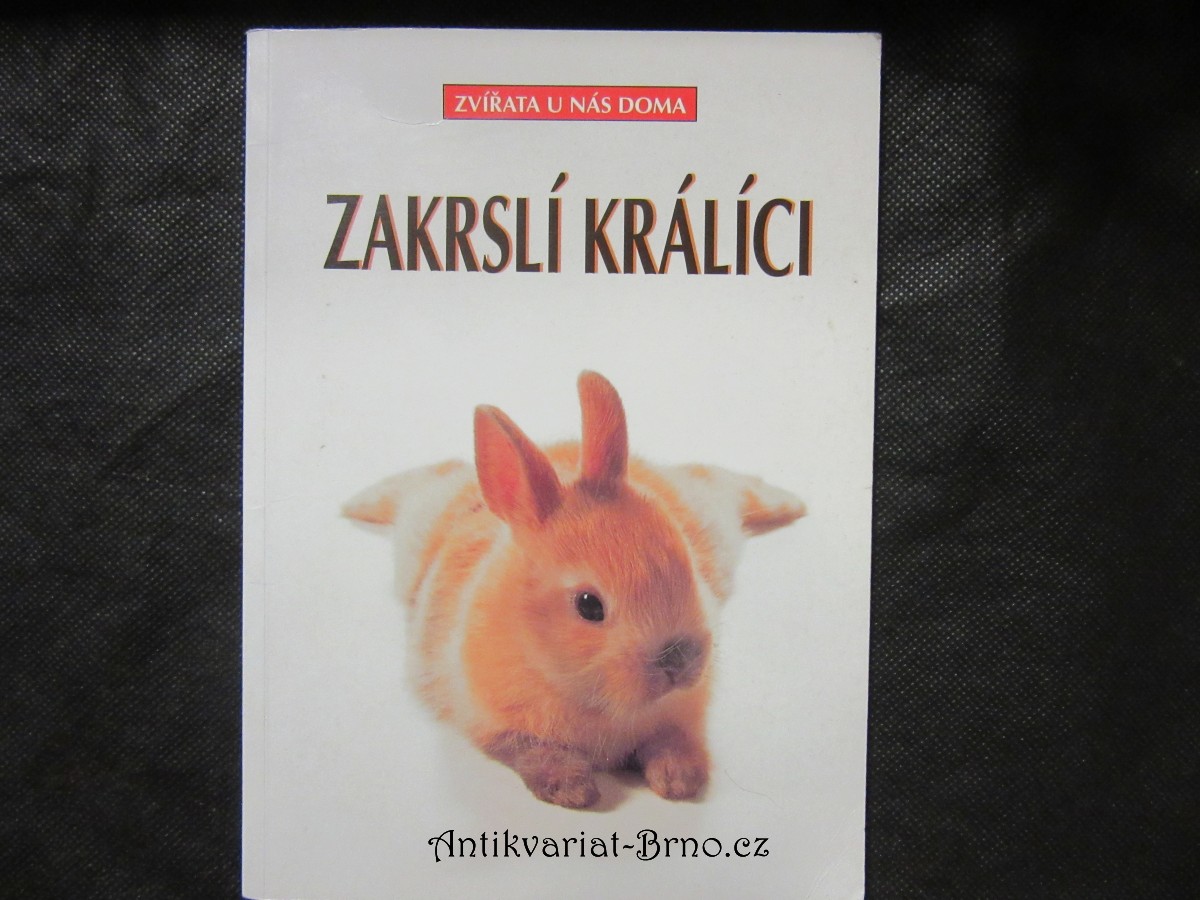 ZVÍŘATA U NÁS DOMA
ZAKRSLÍ KRÁLÍCI
Antikvariat-Brno.cz